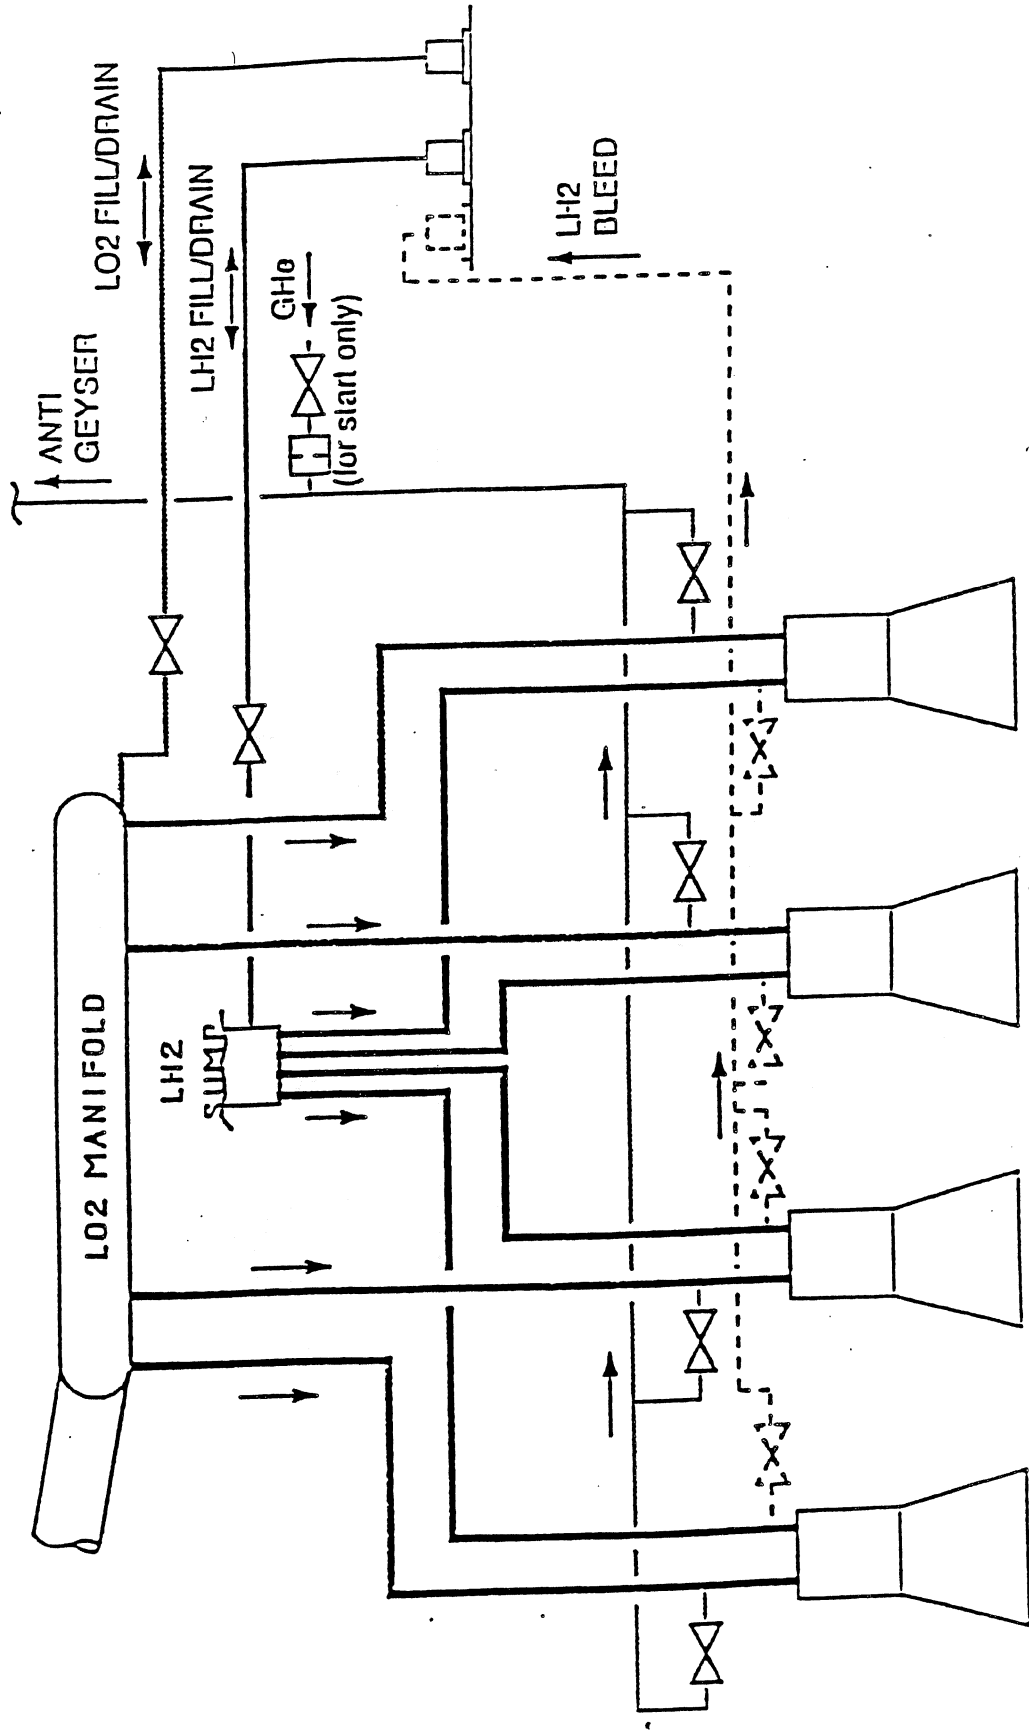 LO2 FILL/DRAIN
ANTI
GEYSER
LH2 FILL/DRAIN
GHe
(for start only)
LH2
BLEED
LO2 MANIFOLD
LH2
SUMP